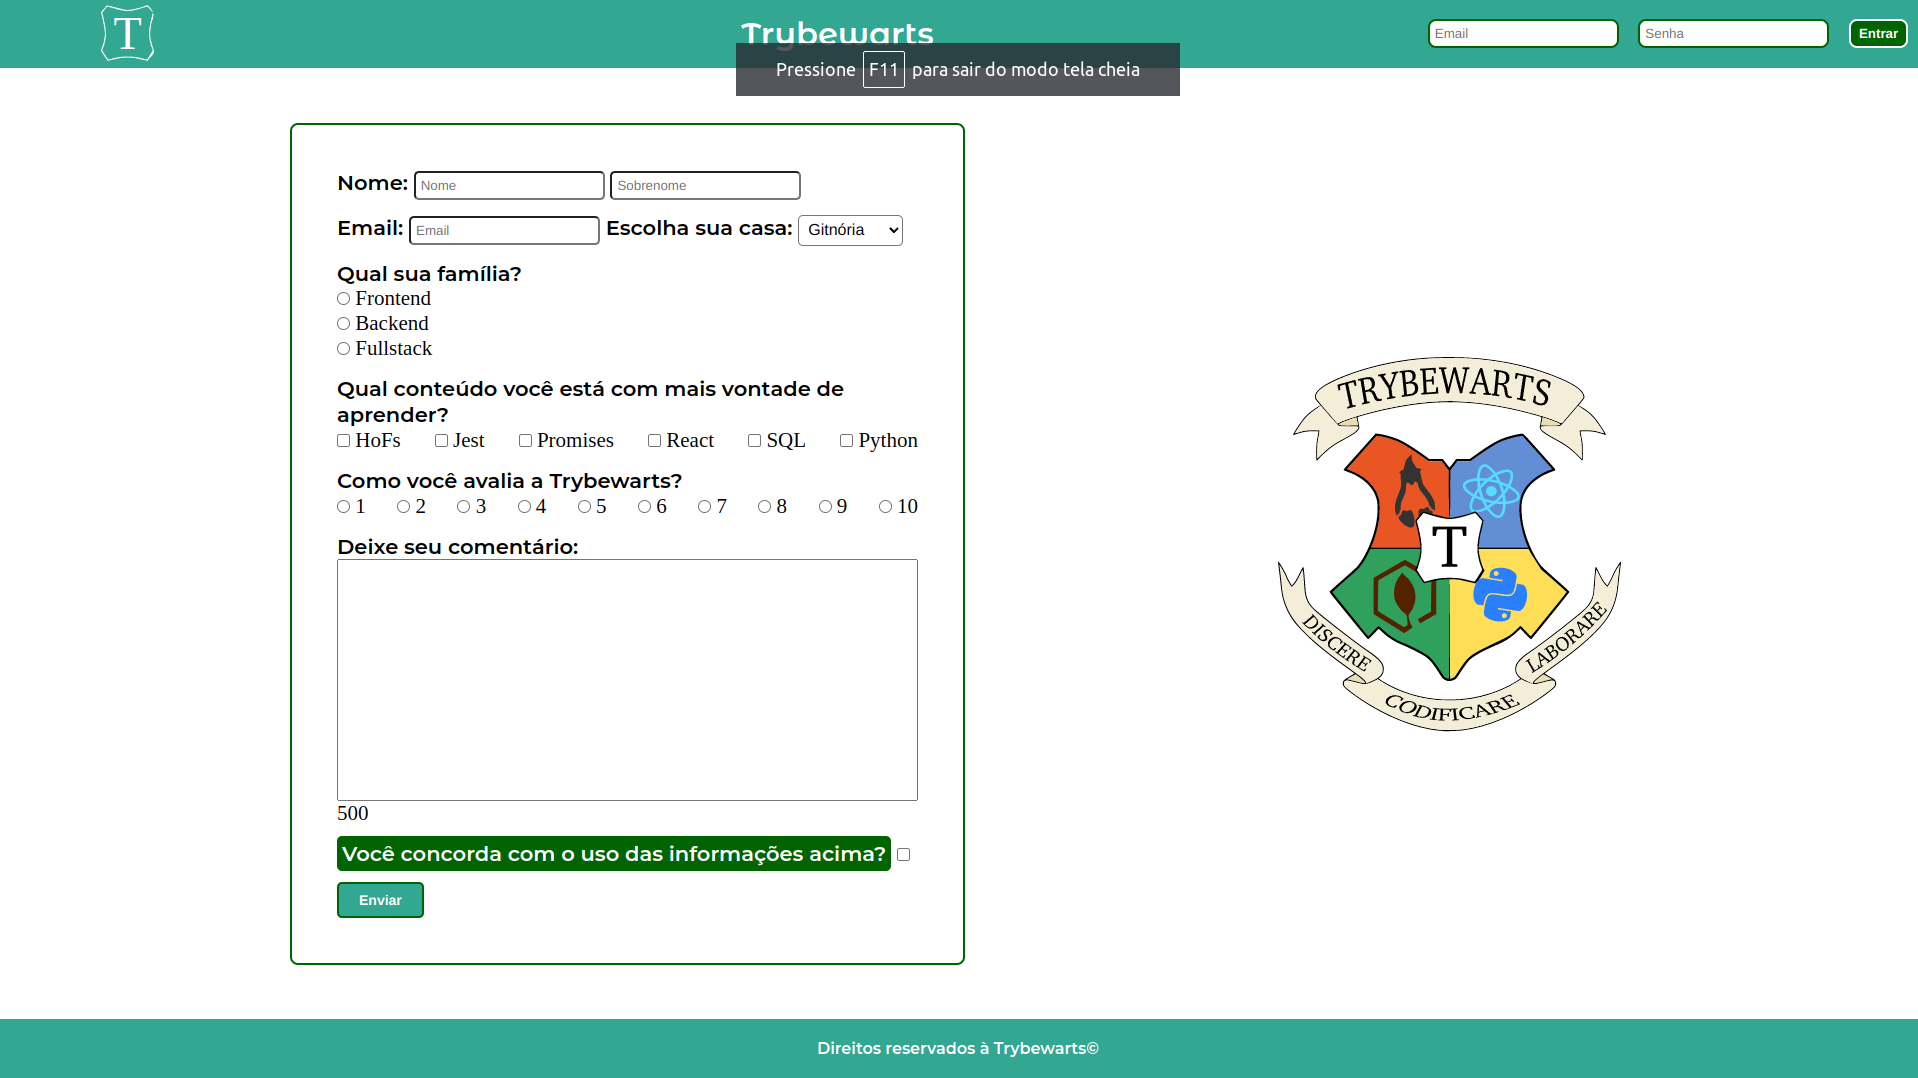 T
Trybewarts
Email
Senha
Entrar
Pressione F11 para sair do modo tela cheia
Nome: Nome Sobrenome
Email: Email Escolha sua casa: Gitnória
Qual sua família?
Frontend
Backend
Fullstack
Qual conteúdo você está com mais vontade de
aprender?
HoFs Jest Promises React SQL Python
Como você avalia a Trybewarts?
1 2 3 4 5 6 7 8 9 10
Deixe seu comentário:
500
Você concorda com o uso das informações acima?
Enviar
TRYBEWARTS
T
DISCERE
CODIFICARE
LABORARE
Direitos reservados à Trybewarts©